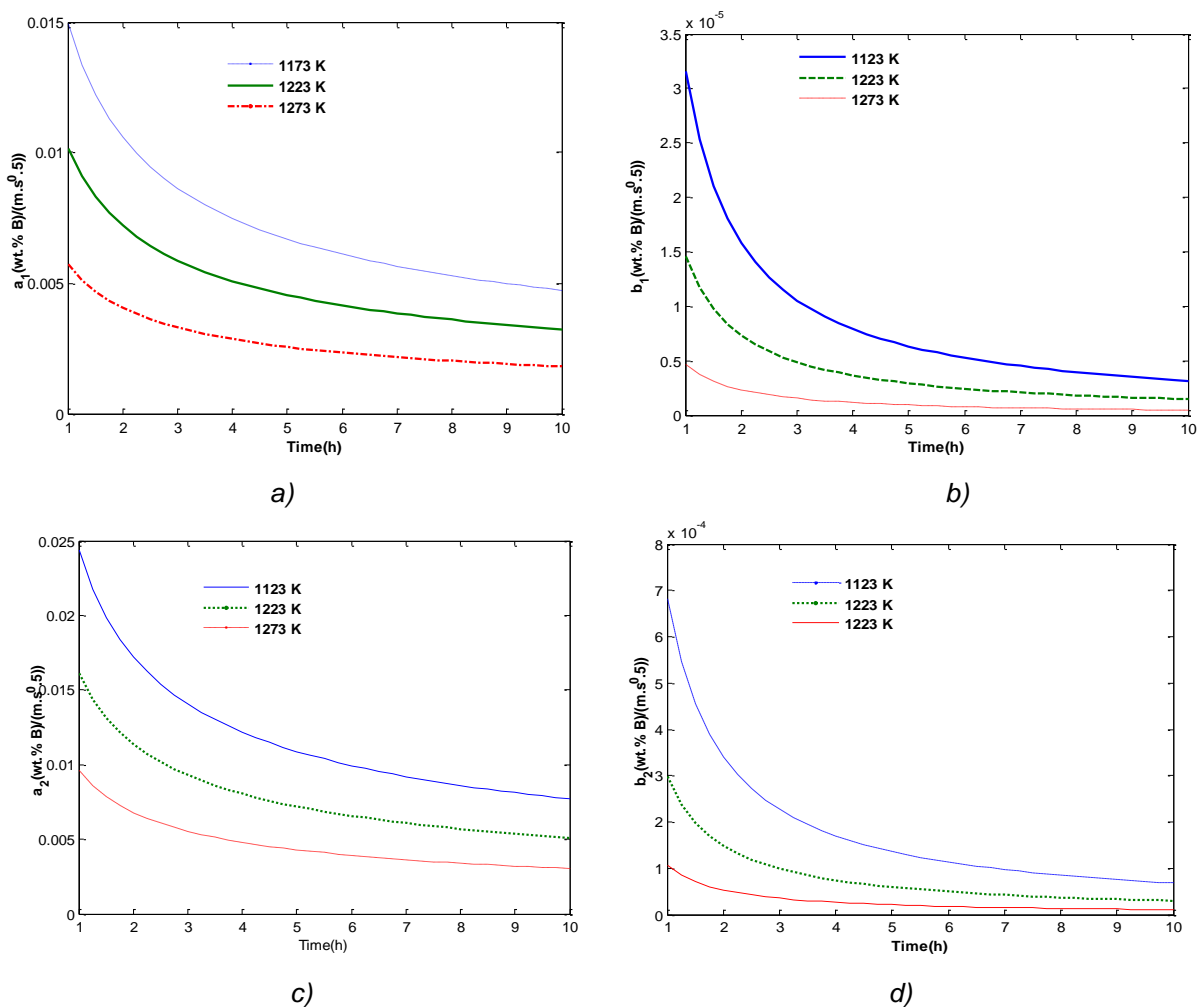 0.015
0.01
0.005
0
a1(wt.% B)/(m.s0.5))
1173 K
1223 K
1273 K
1 2 3 4 5 6 7 8 9 10
Time(h)
a)
x 10-5
3.5
3
2.5
2
1.5
1
0.5
0
b1(wt.% B)/(m.s0.5))
1123 K
1223 K
1273 K
1 2 3 4 5 6 7 8 9 10
Time(h)
b)
0.025
0.02
0.015
0.01
0.005
0
a2(wt.% B)/(m.s0.5))
1123 K
1223 K
1273 K
1 2 3 4 5 6 7 8 9 10
Time(h)
c)
x 10-4
8
7
6
5
4
3
2
1
0
b2(wt.% B)/(m.s0.5))
1123 K
1223 K
1223 K
1 2 3 4 5 6 7 8 9 10
Time(h)
d)